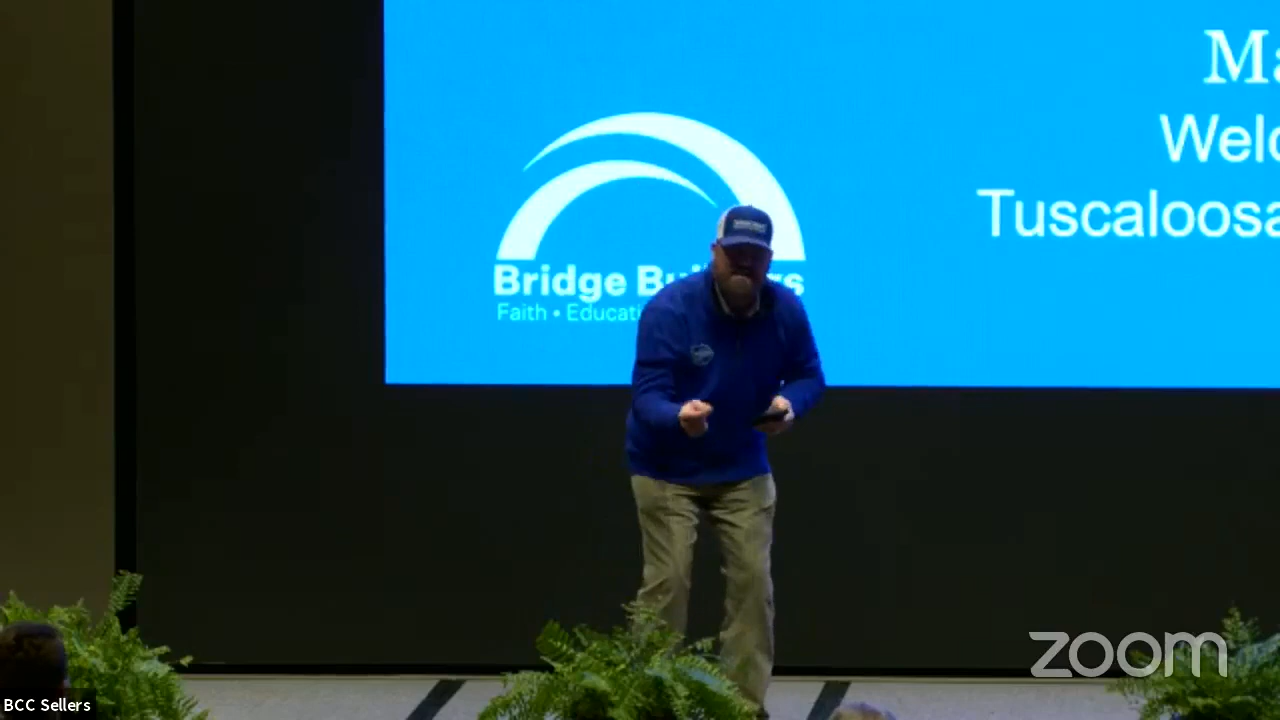 Ma
Welc
Tuscaloosa
Bridge Bu
Faith • Educati
zoom
BCC Sellers